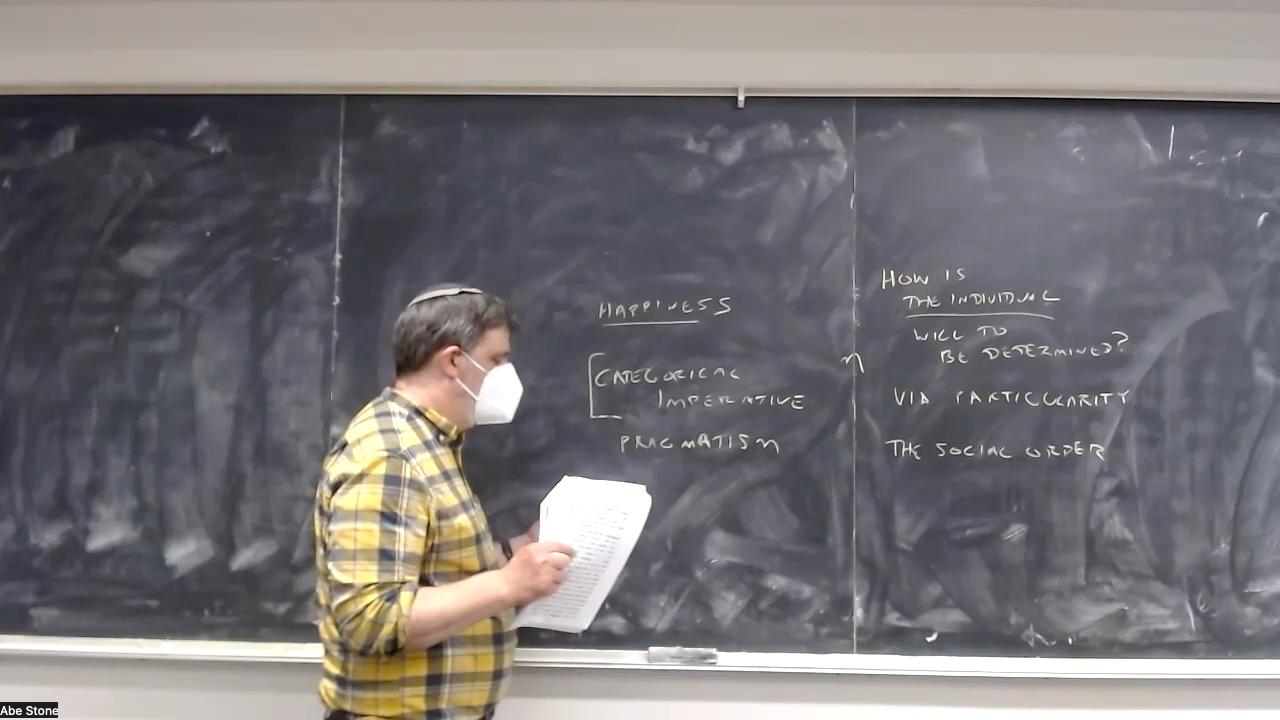 HAPPINESS
CATEGORICAL
IMPERATIVE
PRAGMATISM
HOW IS
THE INDIVIDUAL
WILL TO
BE DETERMINED?
VIA PARTICULARITY
THE SOCIAL ORDER
Abe Stone